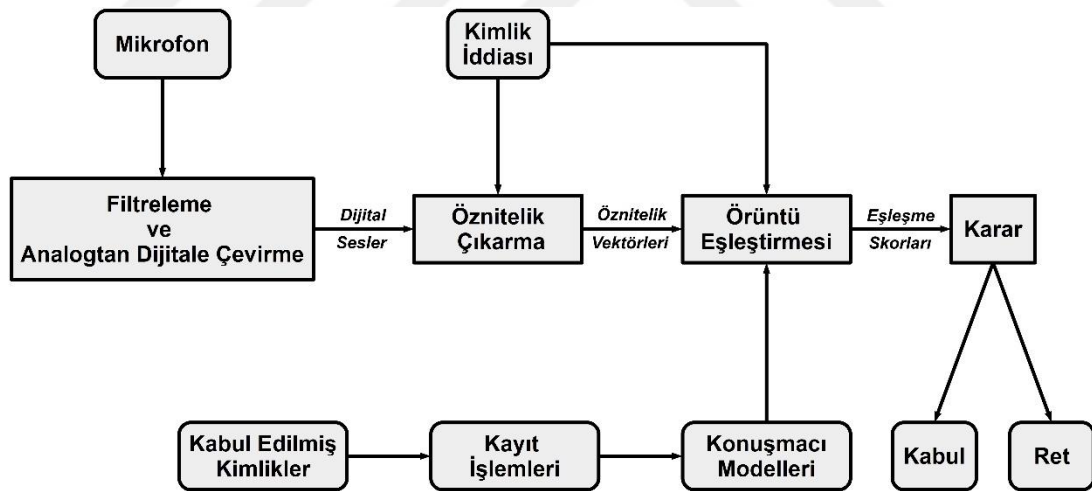 Mikrofon
Kimlik
İddiası
Filtreleme
ve
Analogtan Dijitale Çevirme
Dijital
Sesler
Öznitelik
Çıkarma
Öznitelik
Vektörleri
Örüntü
Eşleştirmesi
Eşleşme
Skorları
Karar
Kabul Edilmiş
Kimlikler
Kayıt
İşlemleri
Konuşmacı
Modelleri
Kabul
Ret